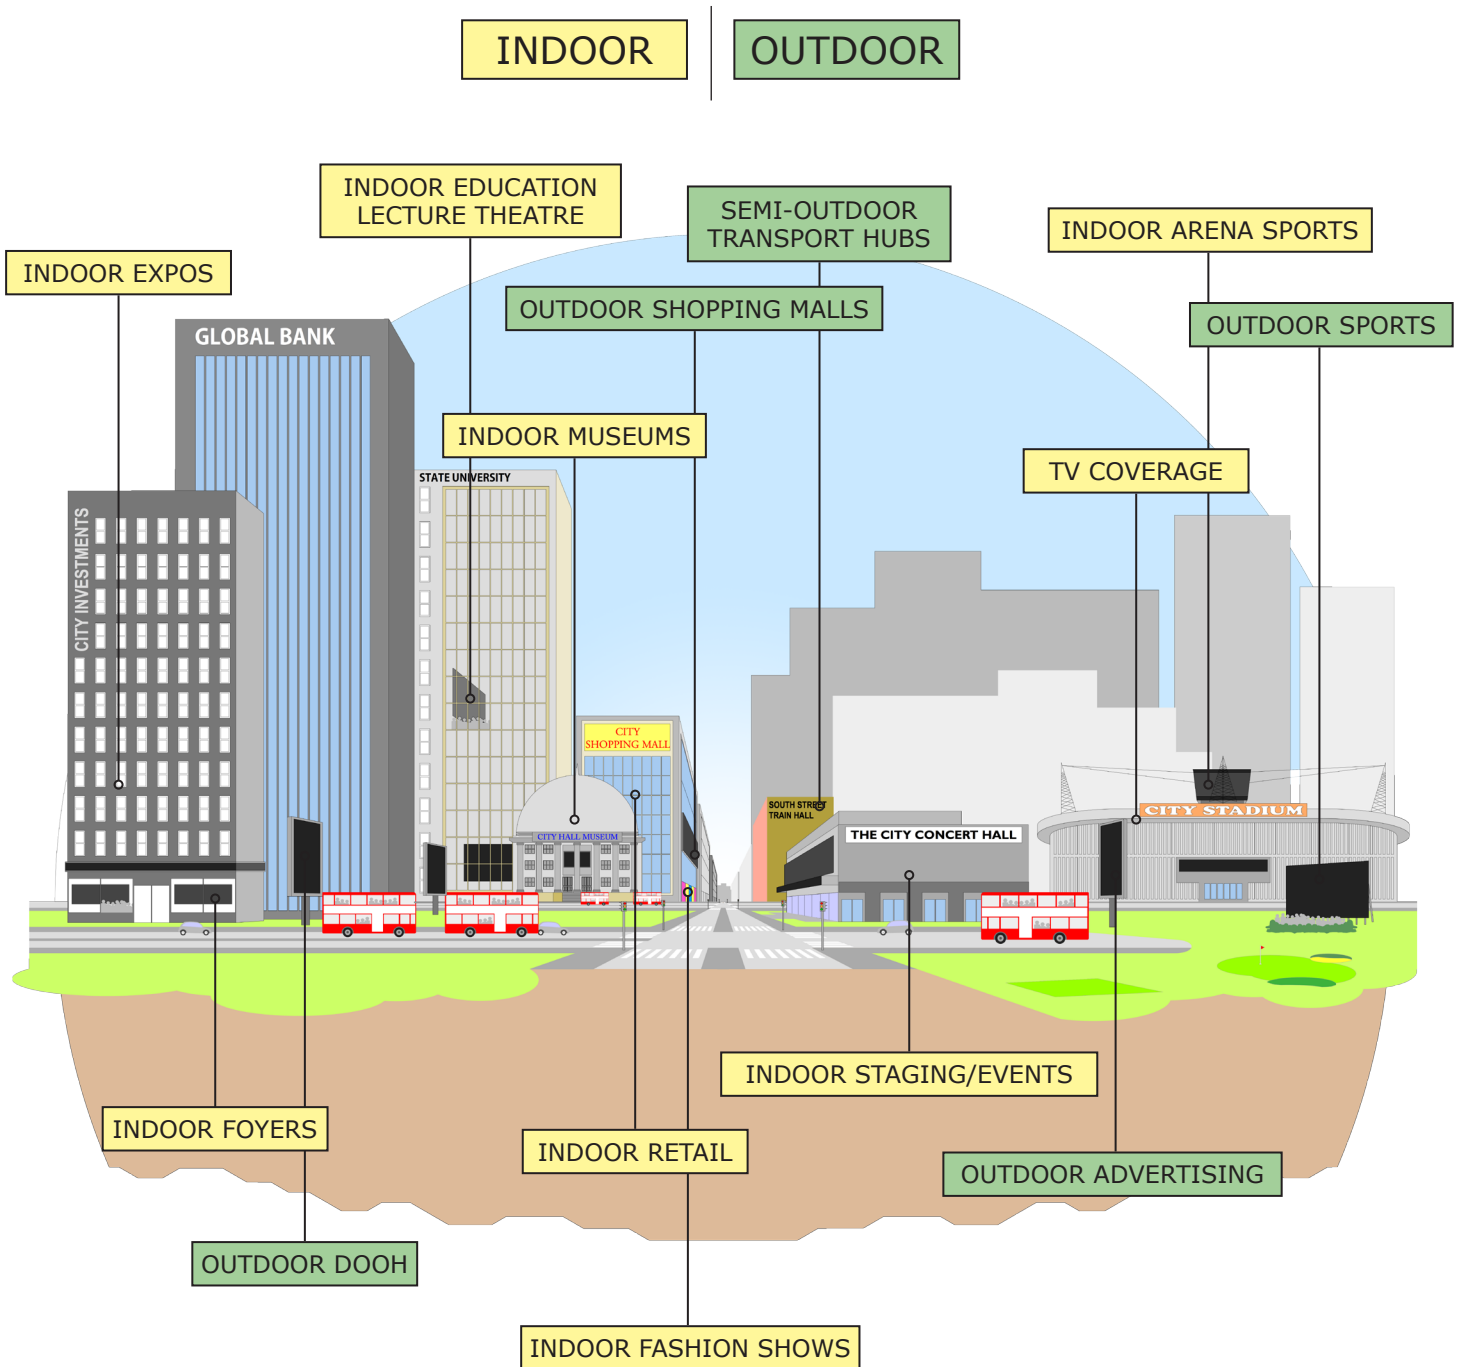 INDOOR
OUTDOOR
INDOOR EDUCATION
LECTURE THEATRE
SEMI-OUTDOOR
TRANSPORT HUBS
INDOOR ARENA SPORTS
INDOOR EXPOS
OUTDOOR SHOPPING MALLS
OUTDOOR SPORTS
GLOBAL BANK
INDOOR MUSEUMS
TV COVERAGE
STATE UNIVERSITY
CITY INVESTMENTS
CITY
SHOPPING MALL
SOUTH STREET
TRAIN HALL
CITY STADIUM
CITY HALL MUSEUM
THE CITY CONCERT HALL
INDOOR STAGING/EVENTS
INDOOR FOYERS
INDOOR RETAIL
OUTDOOR ADVERTISING
OUTDOOR DOOH
INDOOR FASHION SHOWS